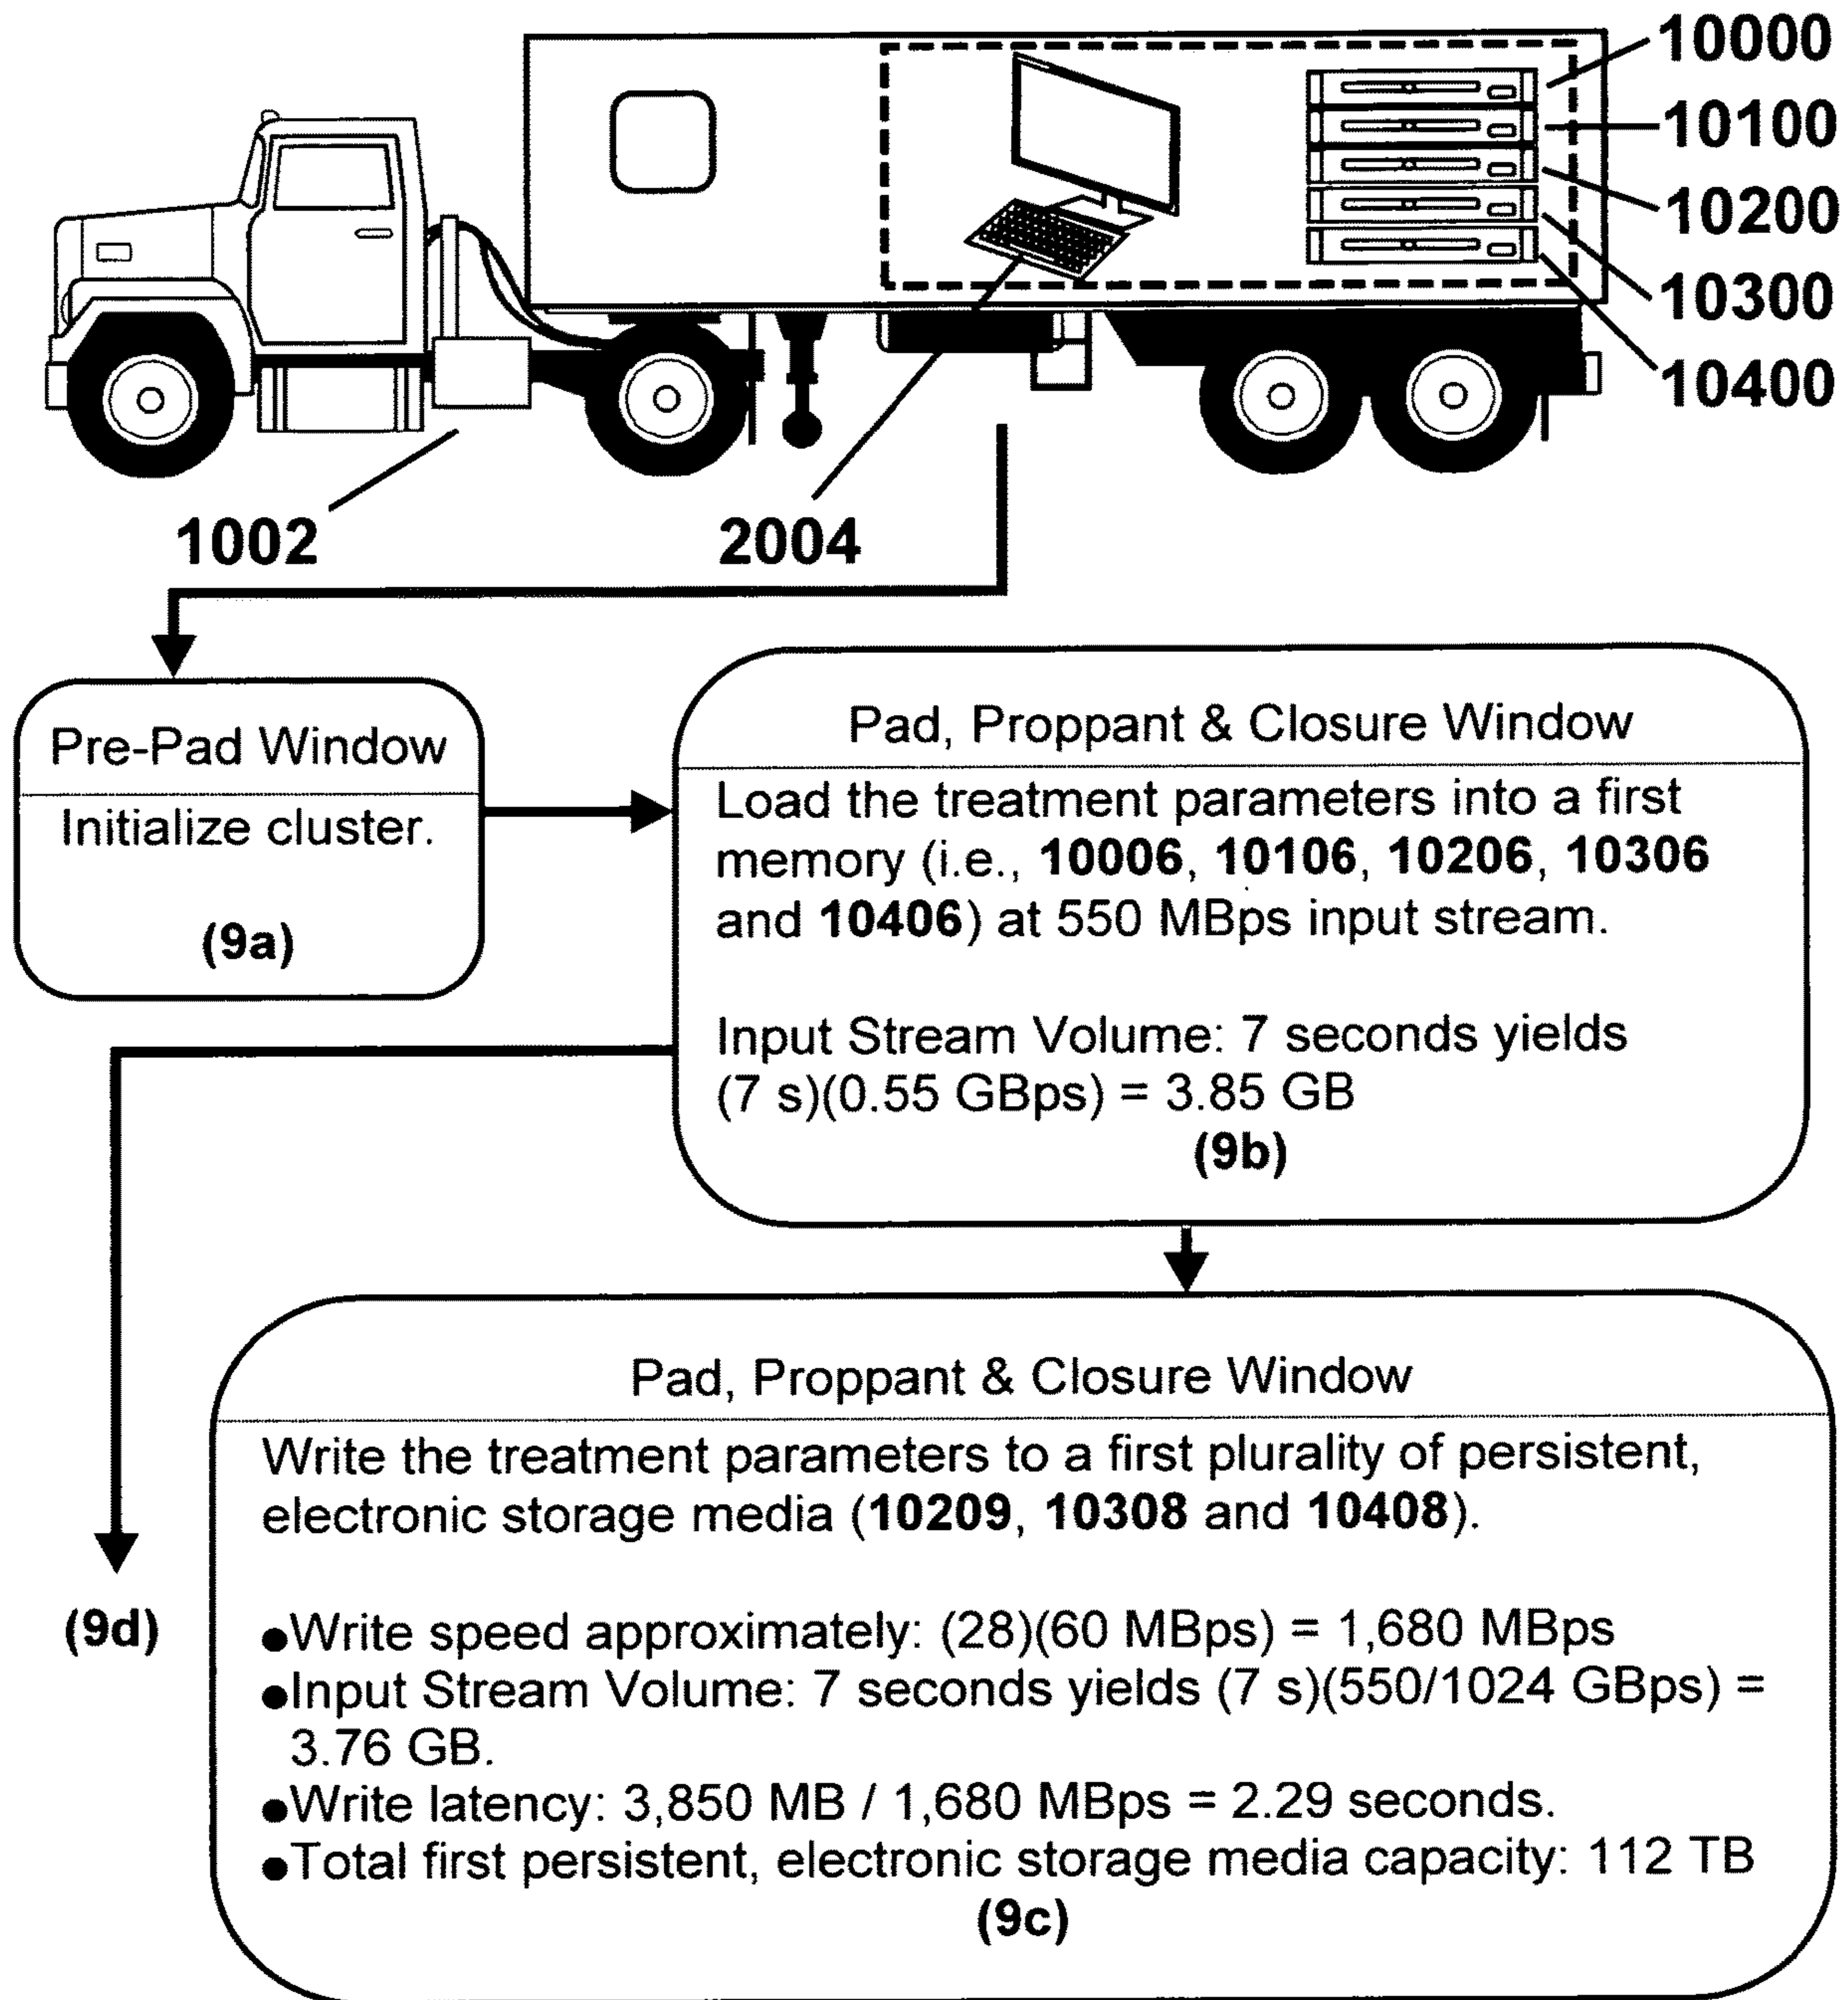 10000
10100
10200
10300
10400
1002
2004
Pre-Pad Window
Initialize cluster.
(9a)
Pad, Proppant & Closure Window
Load the treatment parameters into a first
memory (i.e., 10006, 10106, 10206, 10306
and 10406) at 550 MBps input stream.
Input Stream Volume: 7 seconds yields
(7 s)(0.55 GBps) = 3.85 GB
(9b)
Pad, Proppant & Closure Window
Write the treatment parameters to a first plurality of persistent,
electronic storage media (10209, 10308 and 10408).
(9d)
●Write speed approximately: (28)(60 MBps) = 1,680 MBps
●Input Stream Volume: 7 seconds yields (7 s)(550/1024 GBps) =
3.76 GB.
●Write latency: 3,850 MB / 1,680 MBps = 2.29 seconds.
●Total first persistent, electronic storage media capacity: 112 TB
(9c)